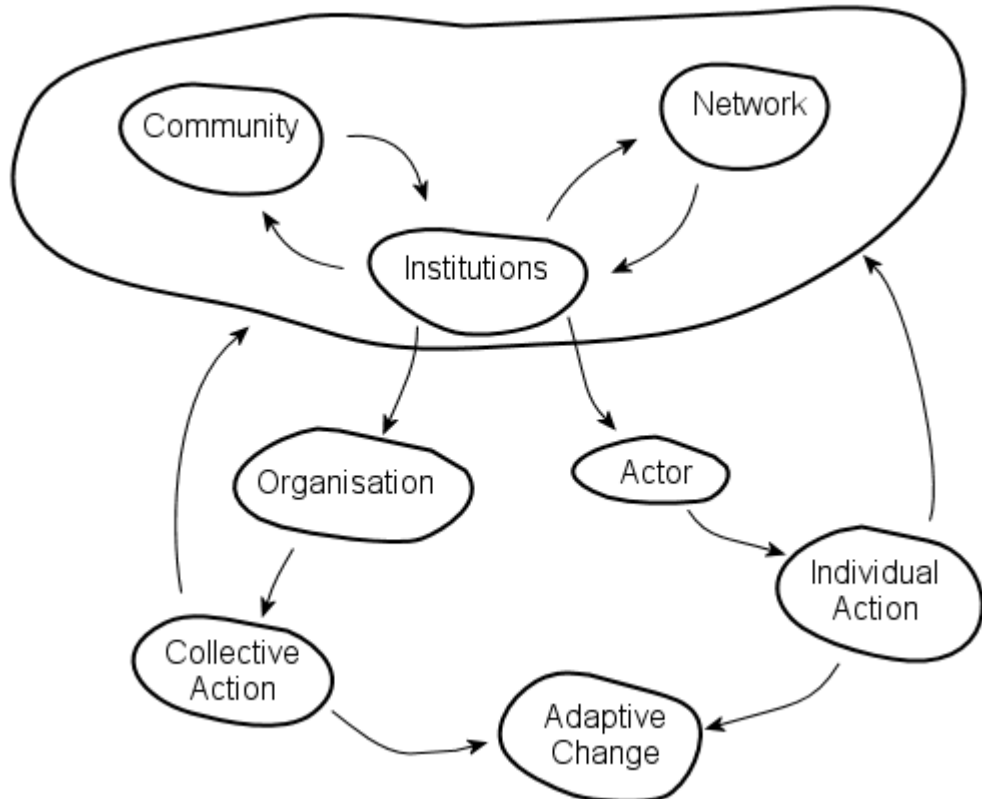 Community
Network
Institutions
Organisation
Actor
Individual
Action
Collective
Action
Adaptive
Change